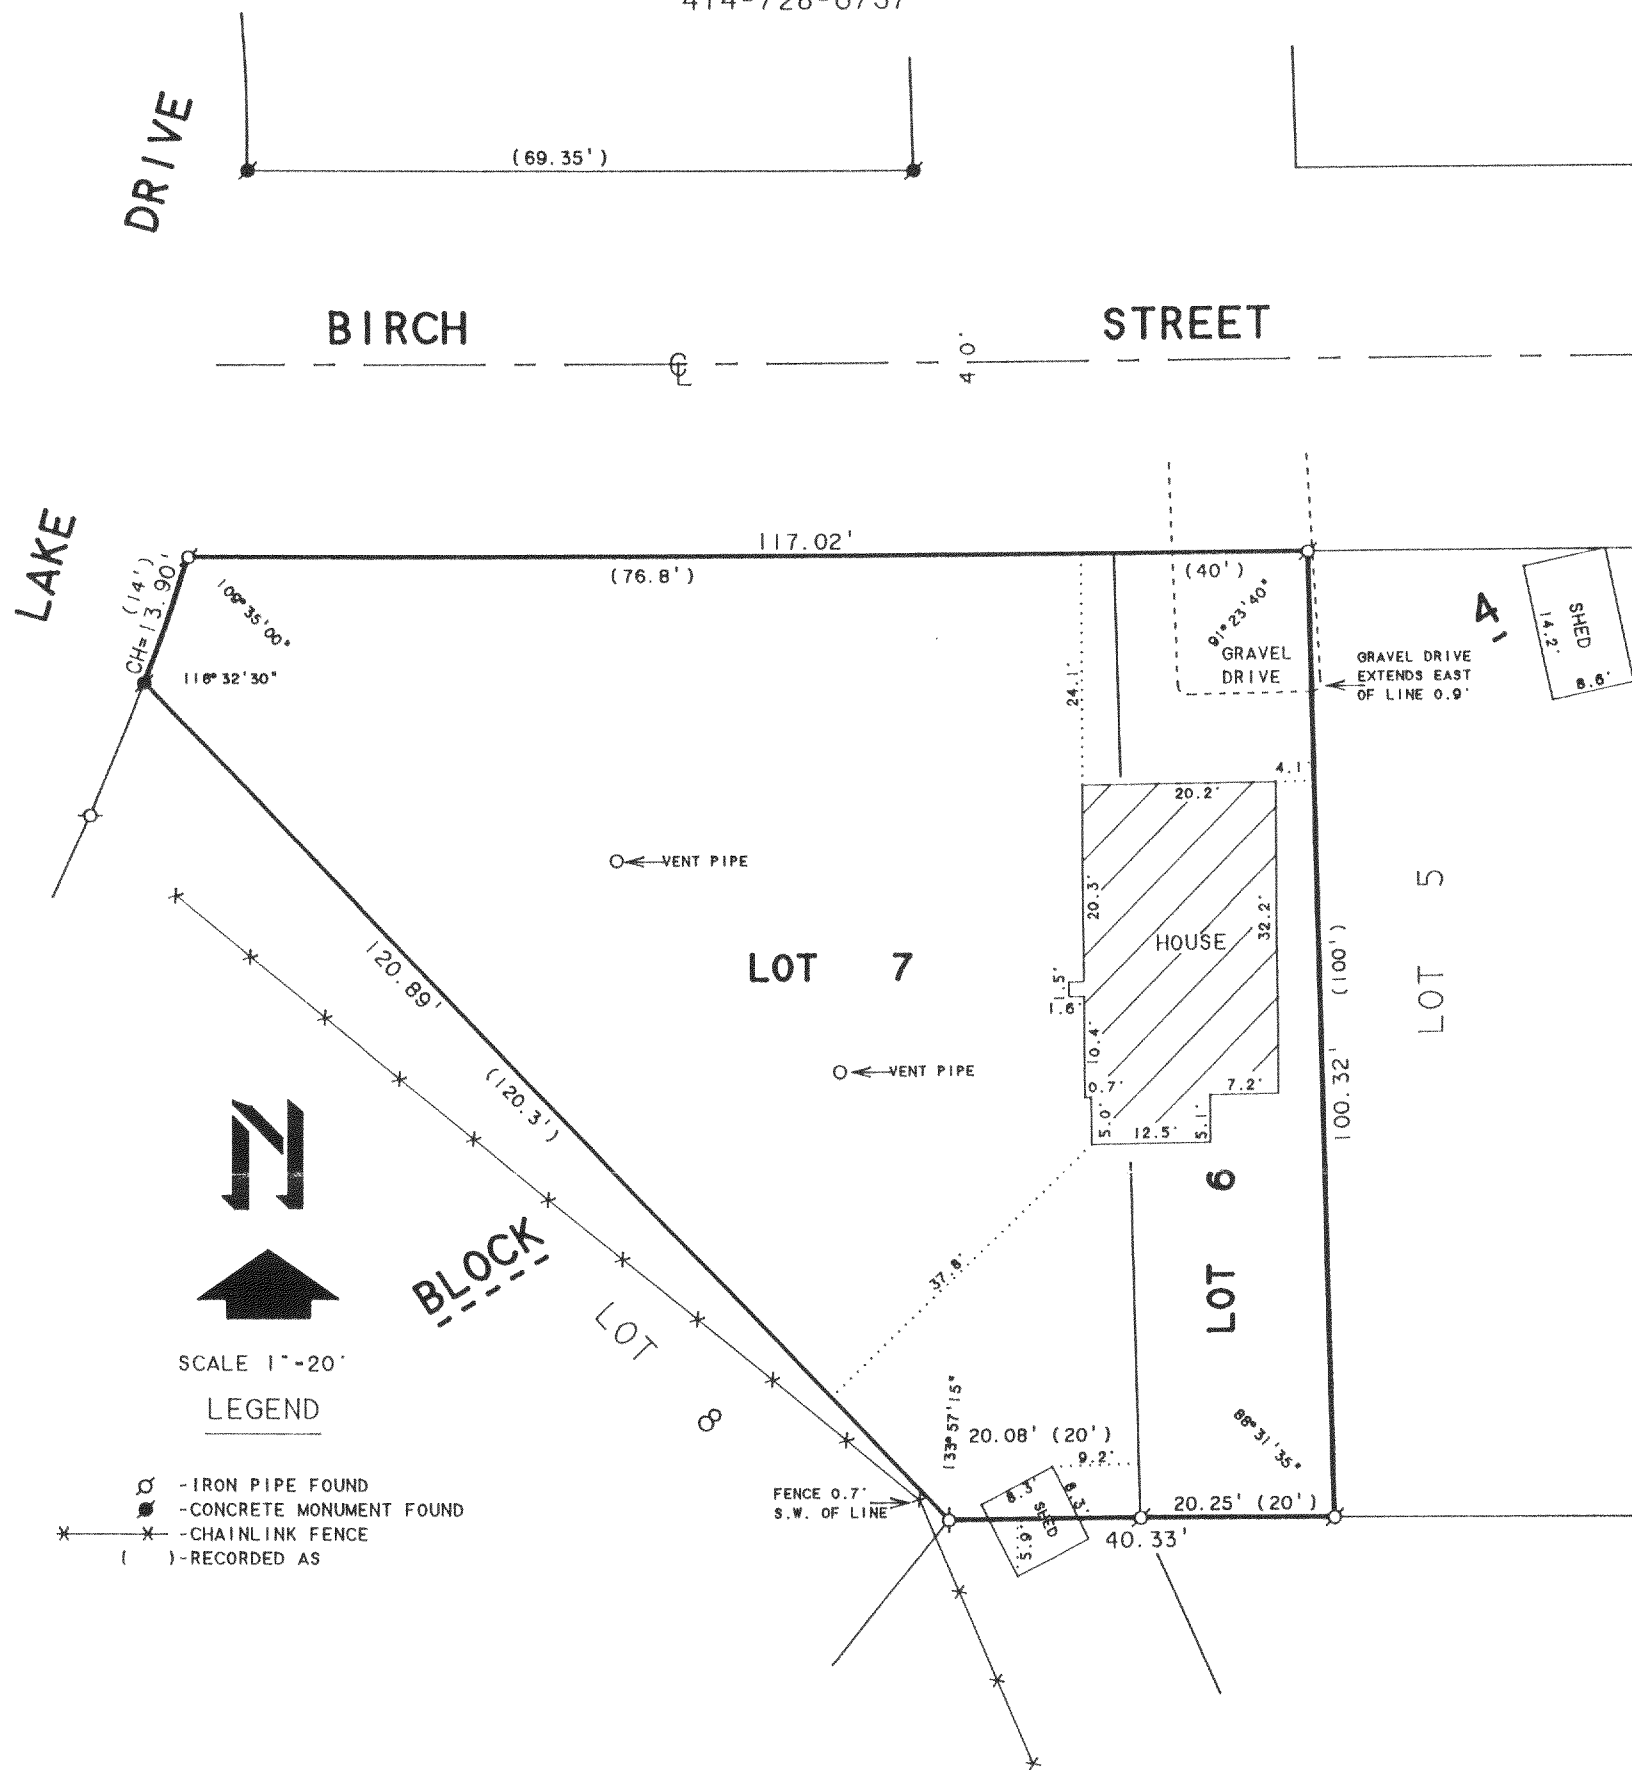 DRIVE
(69.35')
BIRCH STREET
℄
40'
LAKE
117.02'
(76.8')
(40')
(14')
CH=13.90'
109°35'00"
118°32'30"
91°23'40"
GRAVEL
DRIVE
GRAVEL DRIVE
EXTENDS EAST
OF LINE 0.9'
4
SHED
14.2'
8.6'
24.1'
4.1'
20.2'
20.3'
32.2'
HOUSE
1.5'
1.6'
10.4'
0.7'
7.2'
5.0'
12.5'
5.1'
VENT PIPE
LOT 7
VENT PIPE
120.89'
(120.3')
(100')
100.32'
LOT 5
LOT 6
N
BLOCK
LOT 8
37.8'
SCALE 1"-20'
LEGEND
-IRON PIPE FOUND
-CONCRETE MONUMENT FOUND
-CHAINLINK FENCE
( )-RECORDED AS
133°57'15"
20.08' (20')
9.2'
88°31'35"
FENCE 0.7'
S.W. OF LINE
8.3'
8.3'
SHED
5.9'
20.25' (20')
40.33'